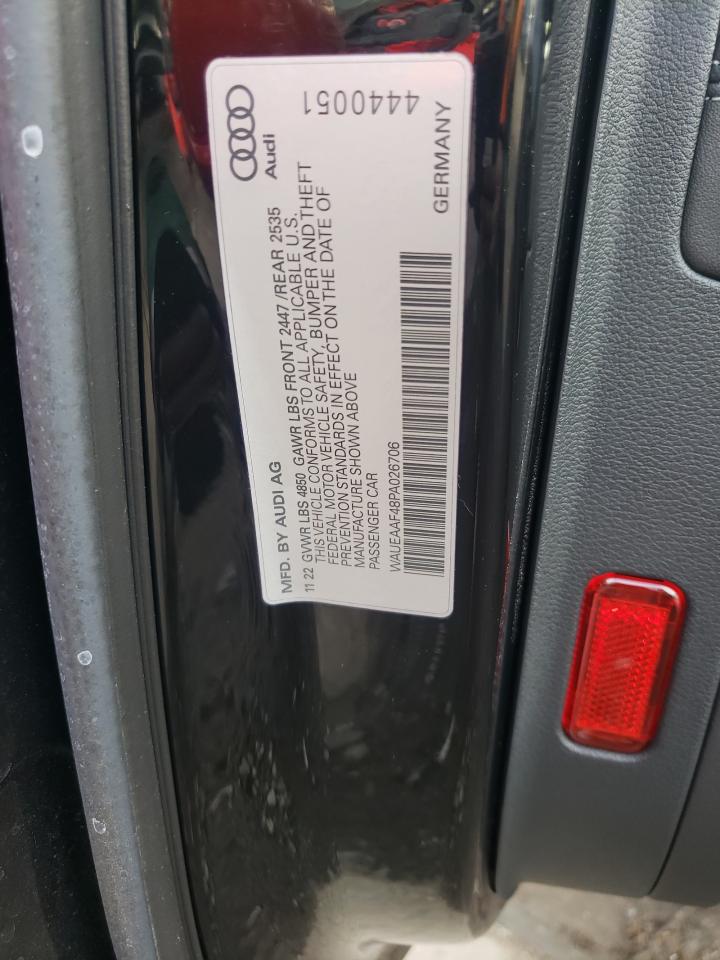 MFD. BY AUDI AG
11 22 GVWR LBS 4850 GAWR LBS FRONT 2447 /REAR 2535
THIS VEHICLE CONFORMS TO ALL APPLICABLE U.S.
FEDERAL MOTOR VEHICLE SAFETY, BUMPER AND THEFT
PREVENTION STANDARDS IN EFFECT ON THE DATE OF
MANUFACTURE SHOWN ABOVE
PASSENGER CAR
WAUEAAF48PA026706
Audi
4440051
GERMANY